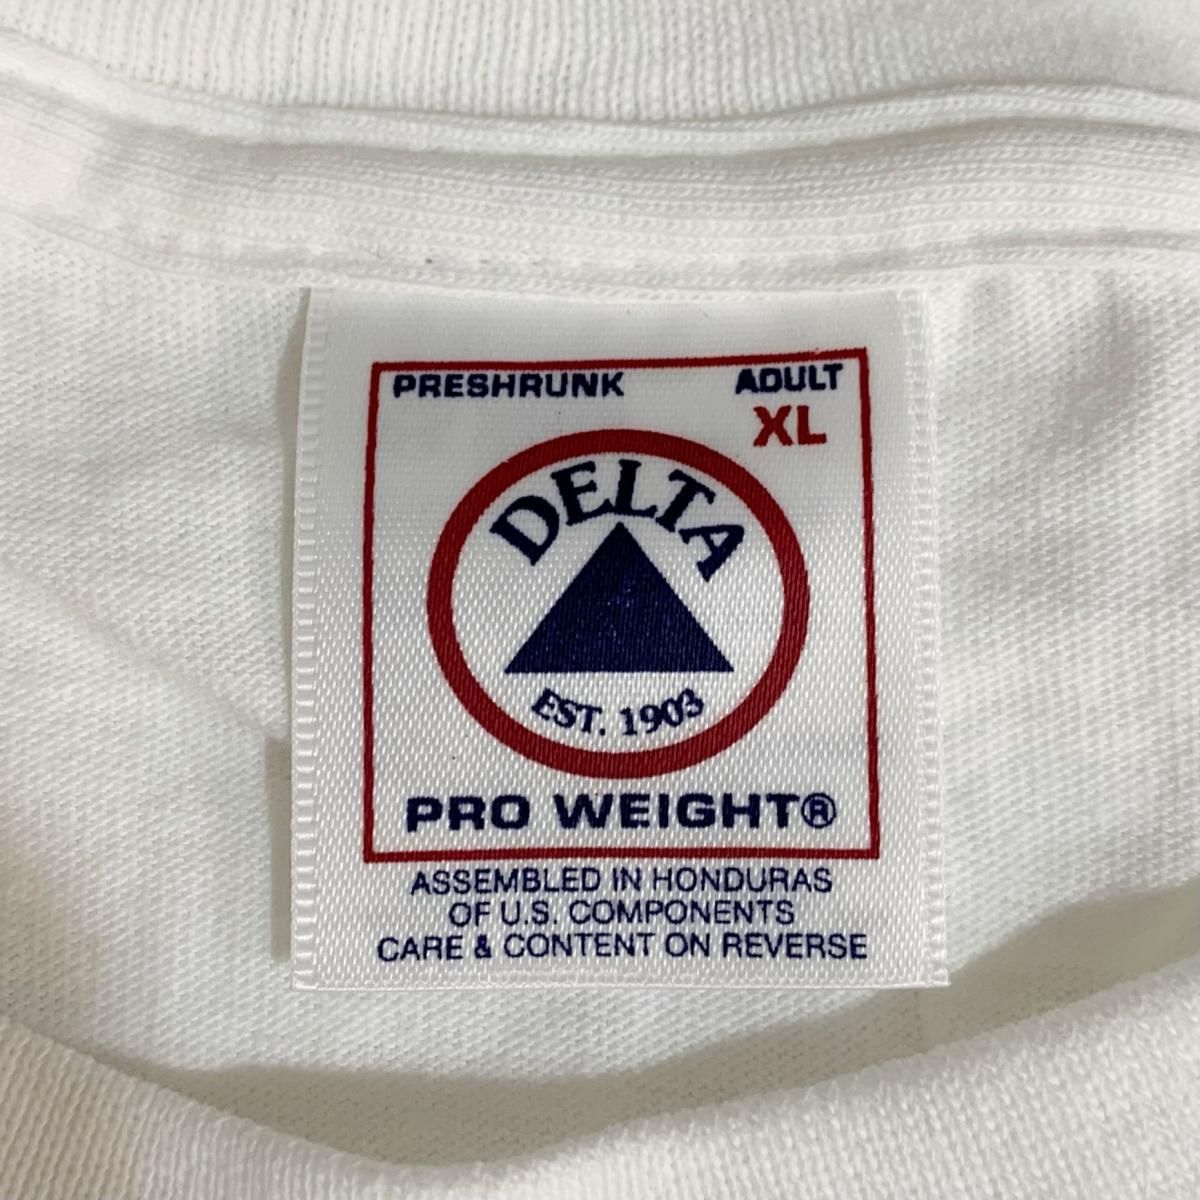 PRESHRUNK
ADULT
XL
DELTA
EST. 1903
PRO WEIGHT®
ASSEMBLED IN HONDURAS
OF U.S. COMPONENTS
CARE & CONTENT ON REVERSE